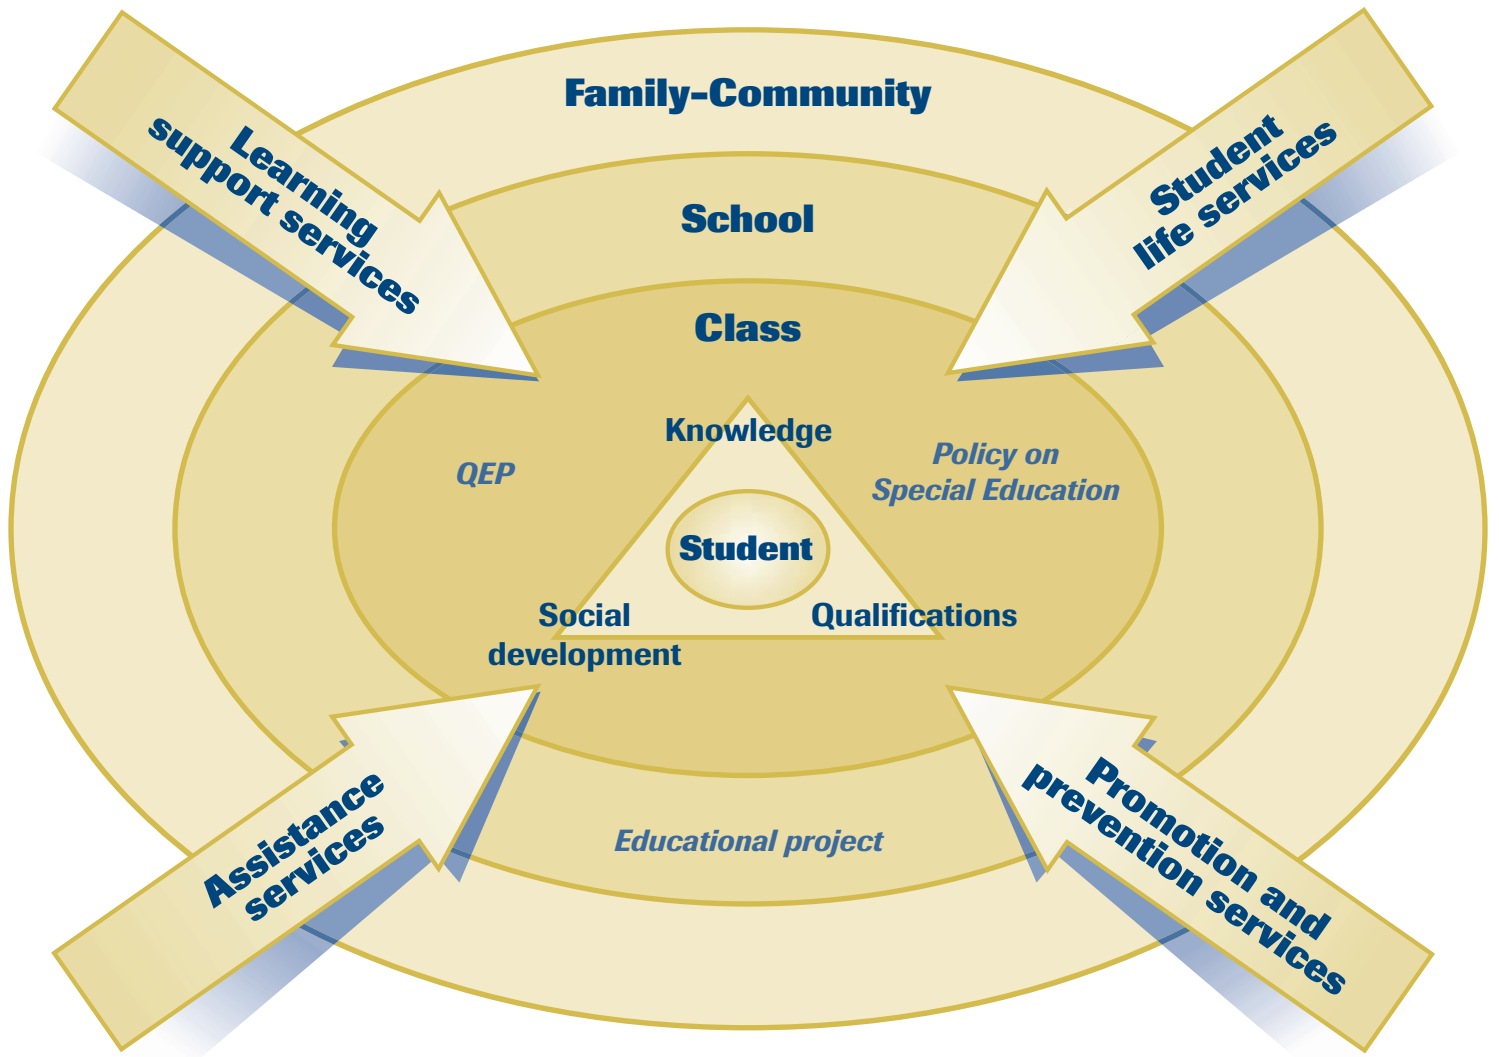 Family-Community
Learning
support services
Student
life services
School
Class
Knowledge
QEP
Policy on
Special Education
Student
Social
development
Qualifications
Assistance
services
Educational project
Promotion and
prevention services